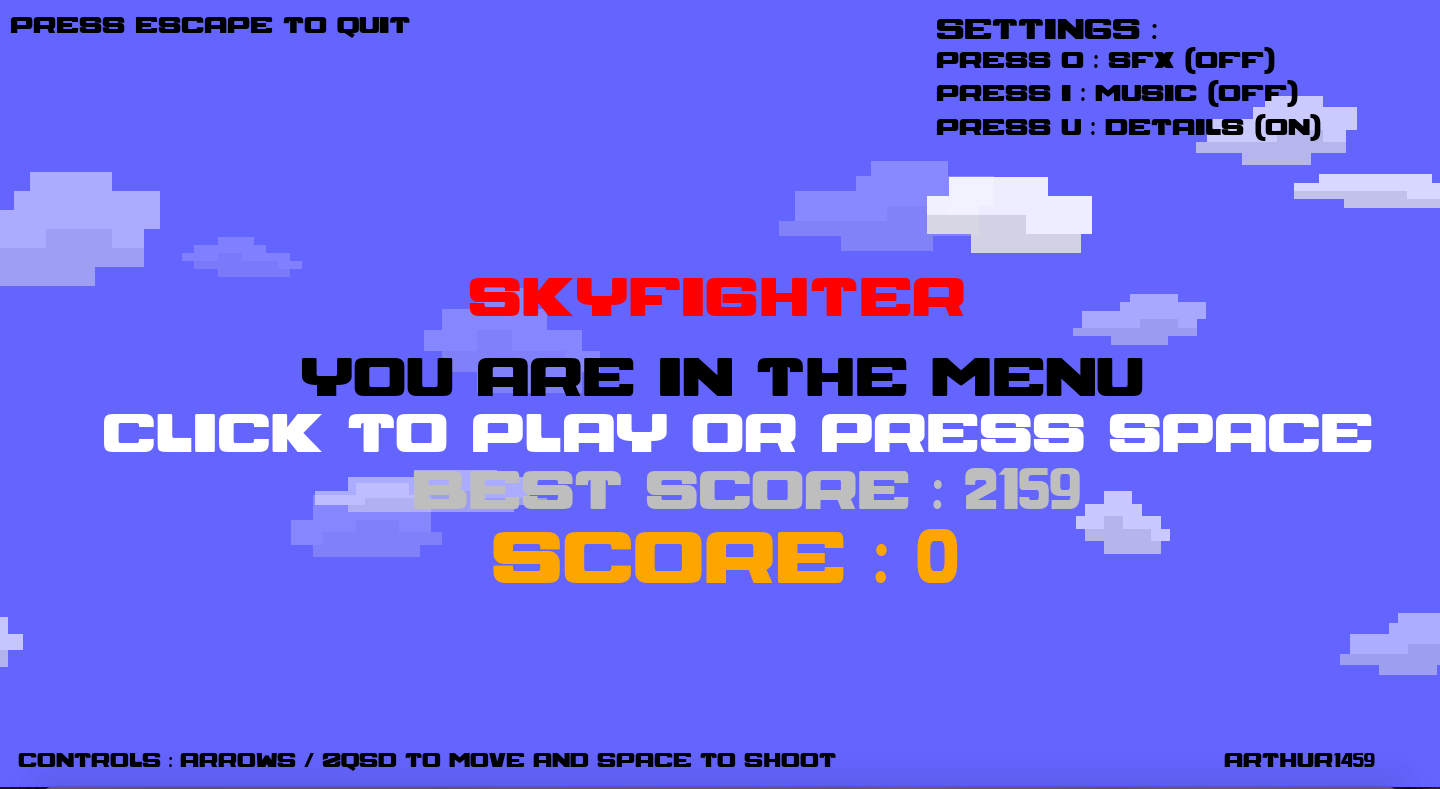 PRESS ESCAPE TO QUIT
SETTINGS :
PRESS O : SFX (OFF)
PRESS I : MUSIC (OFF)
PRESS U : DETAILS (ON)
SKYFIGHTER
YOU ARE IN THE MENU
CLICK TO PLAY OR PRESS SPACE
BEST SCORE : 2159
SCORE : 0
CONTROLS : ARROWS / ZQSD TO MOVE AND SPACE TO SHOOT
ARTHUR1459